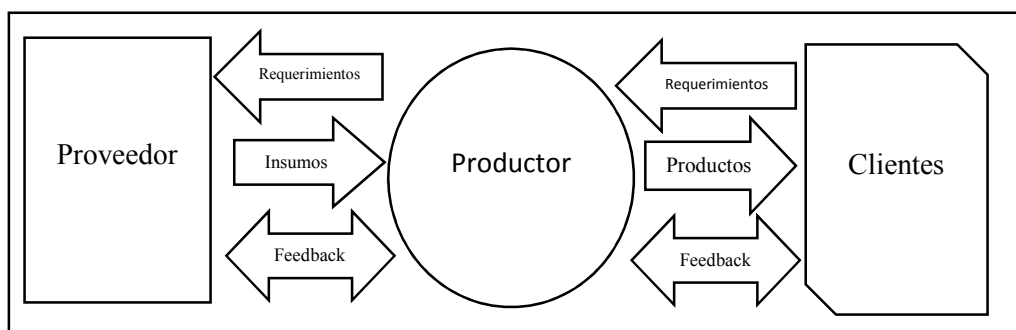 Requerimientos
Requerimientos
Proveedor
Insumos
Productor
Productos
Clientes
Feedback
Feedback